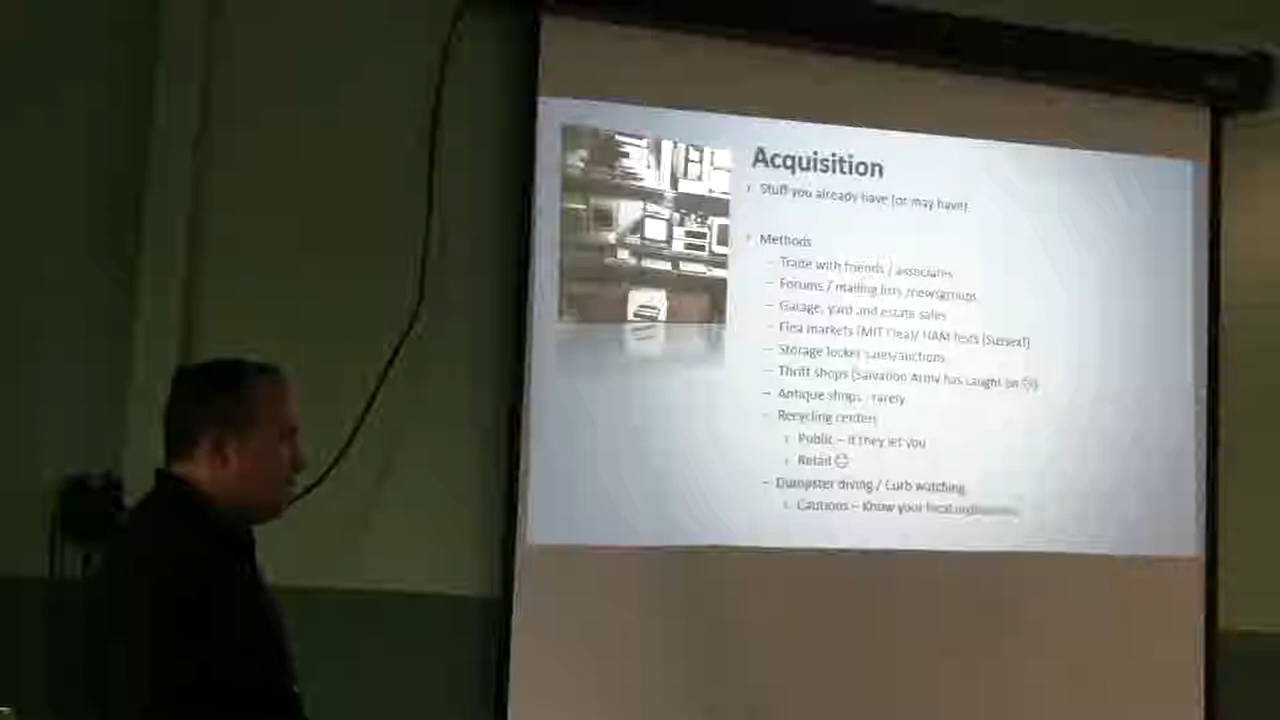 Acquisition
Stuff you already have (or may have!)
Methods
– Trade with friends / associates
– Forums / mailing lists /newsgroups
– Garage, yard and estate sales
– Flea markets (MIT Flea)/ HAM fests (Sussex!)
– Storage locker sales/auctions
– Thrift shops (Salvation Army has caught on ☹)
– Antique shops - rarely
– Recycling centers
Public – if they let you
Retail
– Dumpster diving / Curb watching
Cautions – Know your local